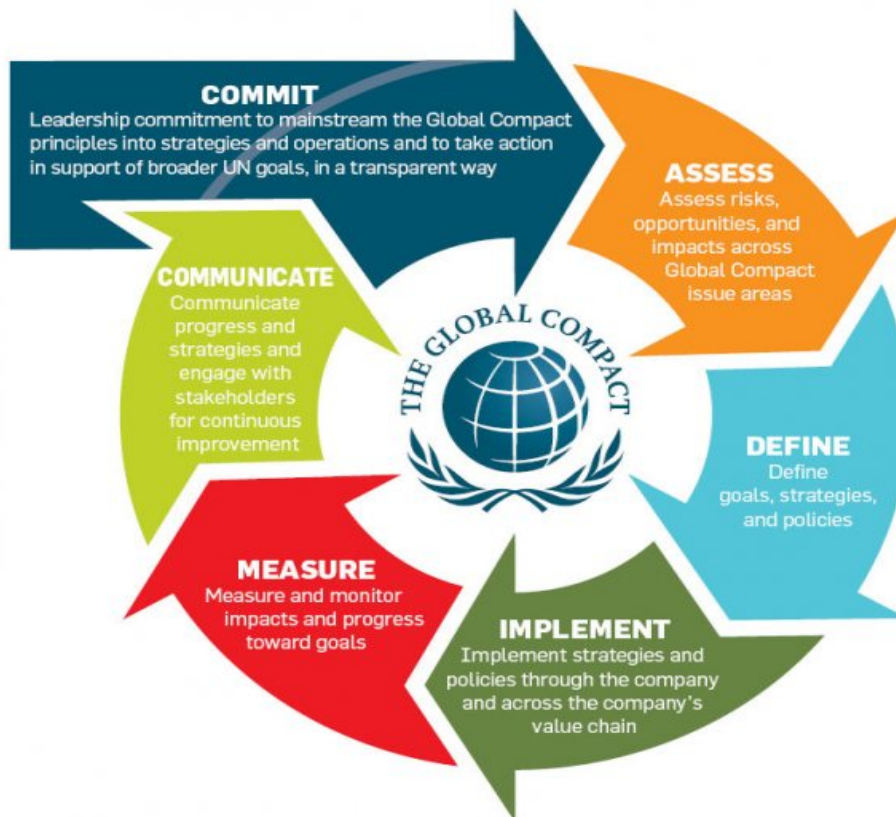 COMMIT
Leadership commitment to mainstream the Global Compact
principles into strategies and operations and to take action
in support of broader UN goals, in a transparent way
ASSESS
Assess risks,
opportunities, and
impacts across
Global Compact
issue areas
DEFINE
Define
goals, strategies,
and policies
IMPLEMENT
Implement strategies and
policies through the company
and across the company’s
value chain
MEASURE
Measure and monitor
impacts and progress
toward goals
COMMUNICATE
Communicate
progress and
strategies and
engage with
stakeholders
for continuous
improvement
THE GLOBAL COMPACT